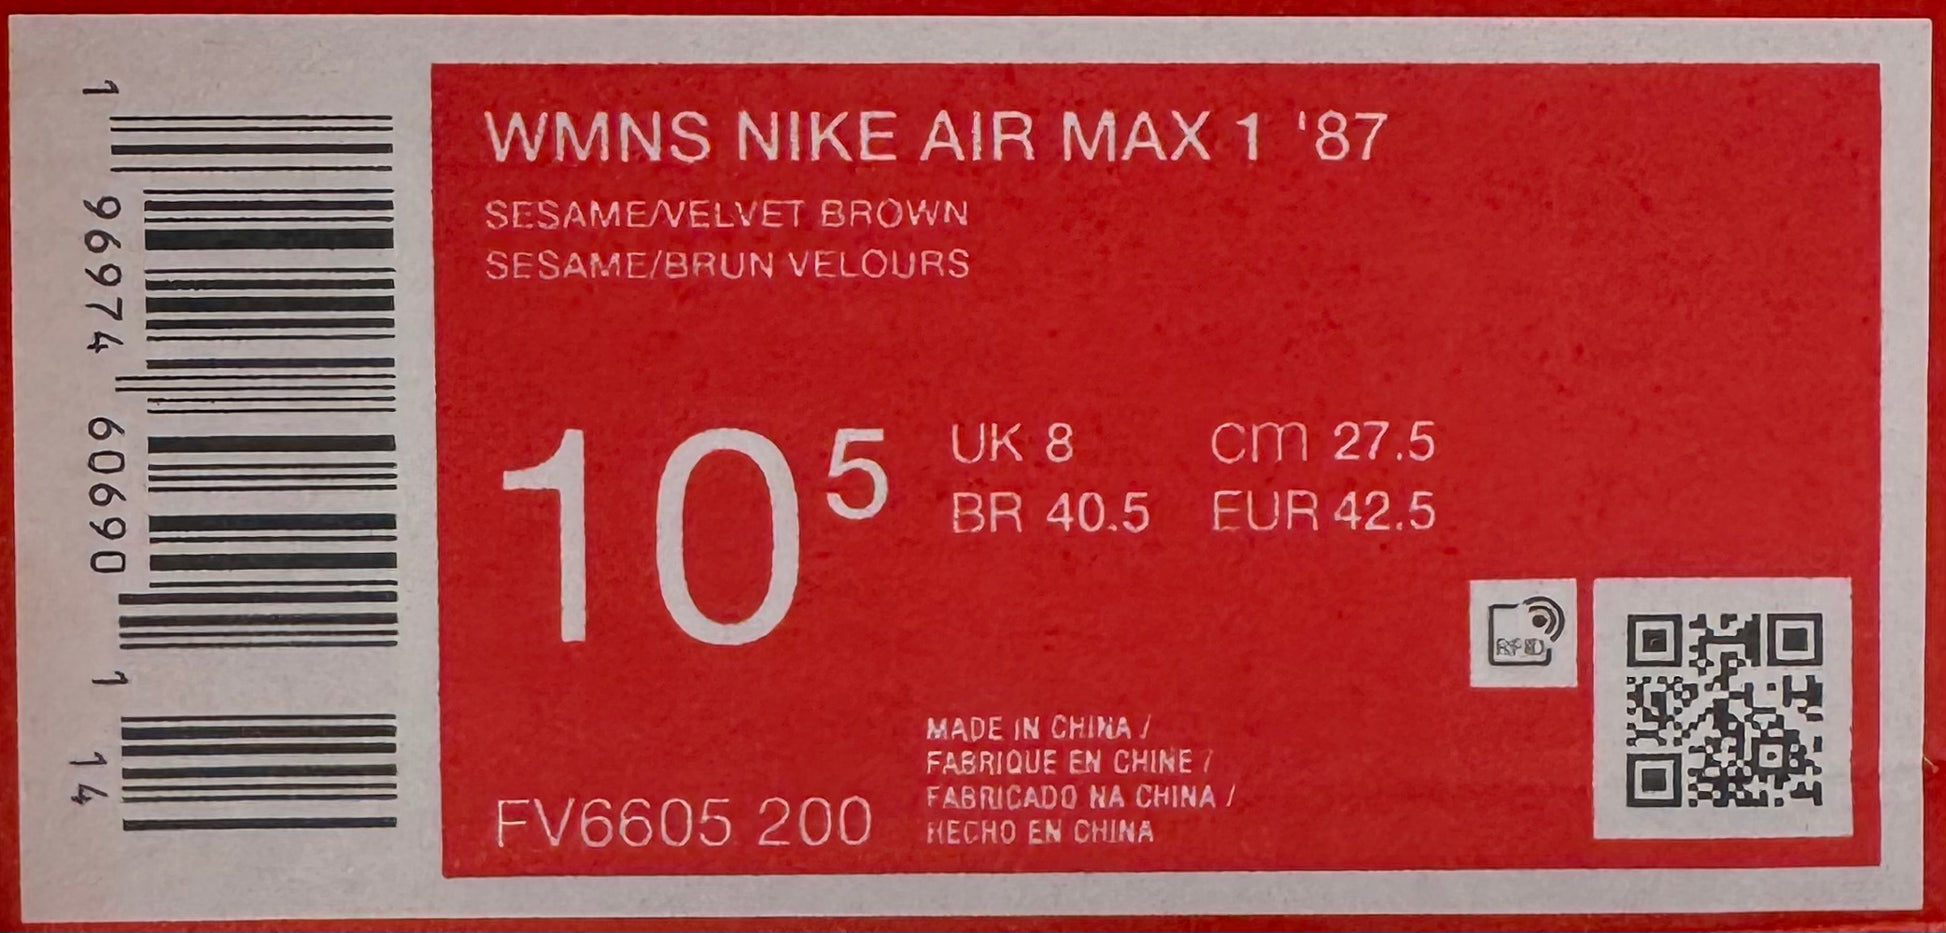 WMNS NIKE AIR MAX 1 '87
SESAME/VELVET BROWN
SESAME/BRUN VELOURS
10 5
UK 8 CM 27.5
BR 40.5 EUR 42.5
RFID
MADE IN CHINA /
FABRIQUE EN CHINE /
FABRICADO NA CHINA /
HECHO EN CHINA
FV6605 200
1 96974 60690 1 14